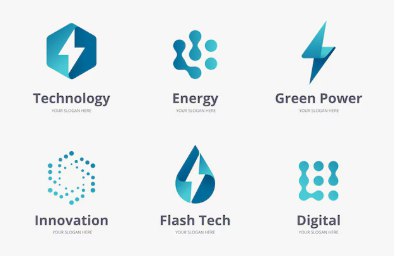 Technology
YOUR SLOGAN HERE
Energy
YOUR SLOGAN HERE
Green Power
YOUR SLOGAN HERE
Innovation
YOUR SLOGAN HERE
Flash Tech
YOUR SLOGAN HERE
Digital
YOUR SLOGAN HERE